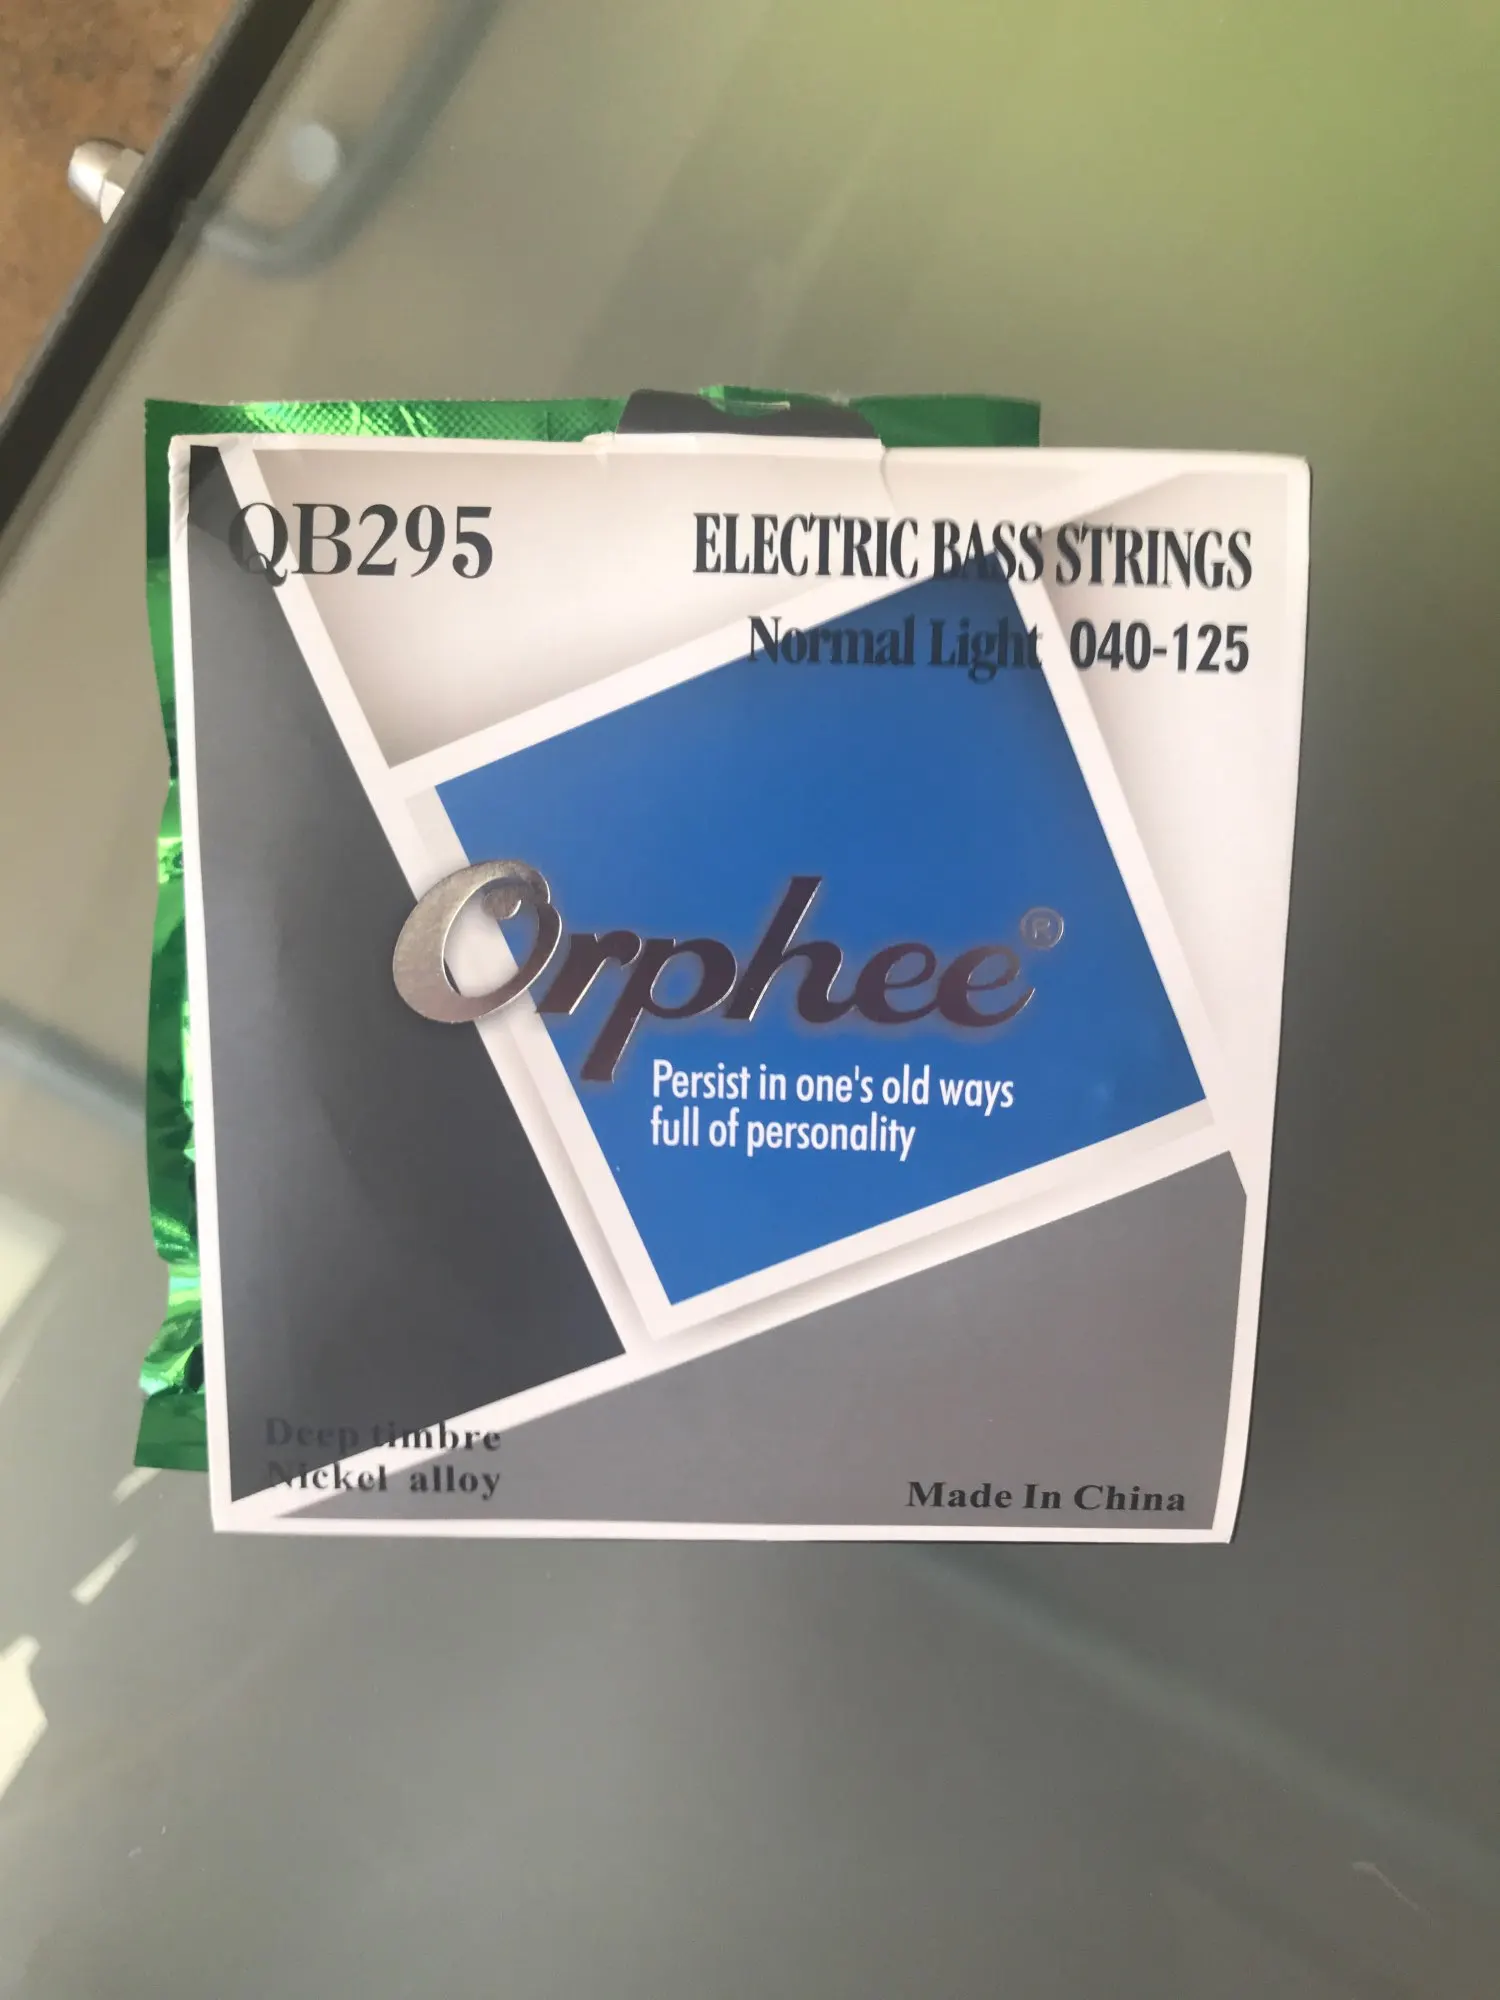 QB295
ELECTRIC BASS STRINGS
Normal Light 040-125
Orphee®
Persist in one's old ways
full of personality
Deep timbre
Nickel alloy
Made In China